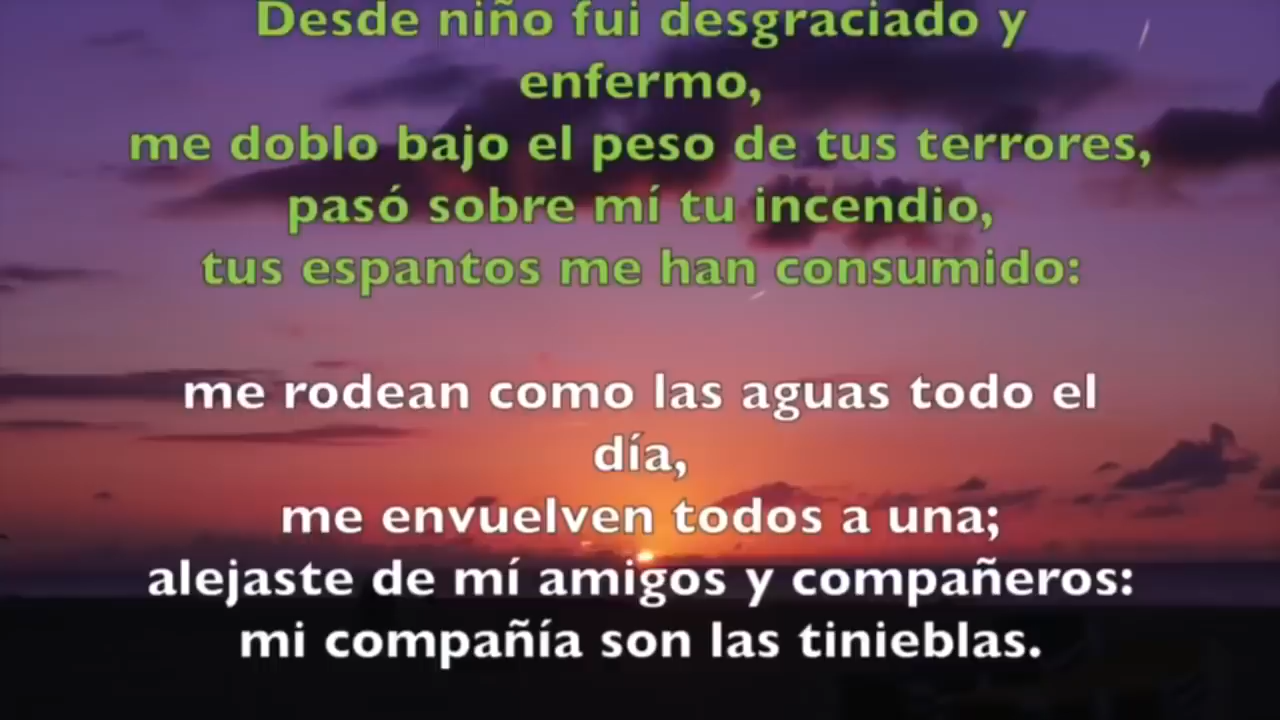 Desde niño fui desgraciado y
enfermo,
me doblo bajo el peso de tus terrores,
pasó sobre mí tu incendio,
tus espantos me han consumido:
me rodean como las aguas todo el
día,
me envuelven todos a una;
alejaste de mí amigos y compañeros:
mi compañía son las tinieblas.